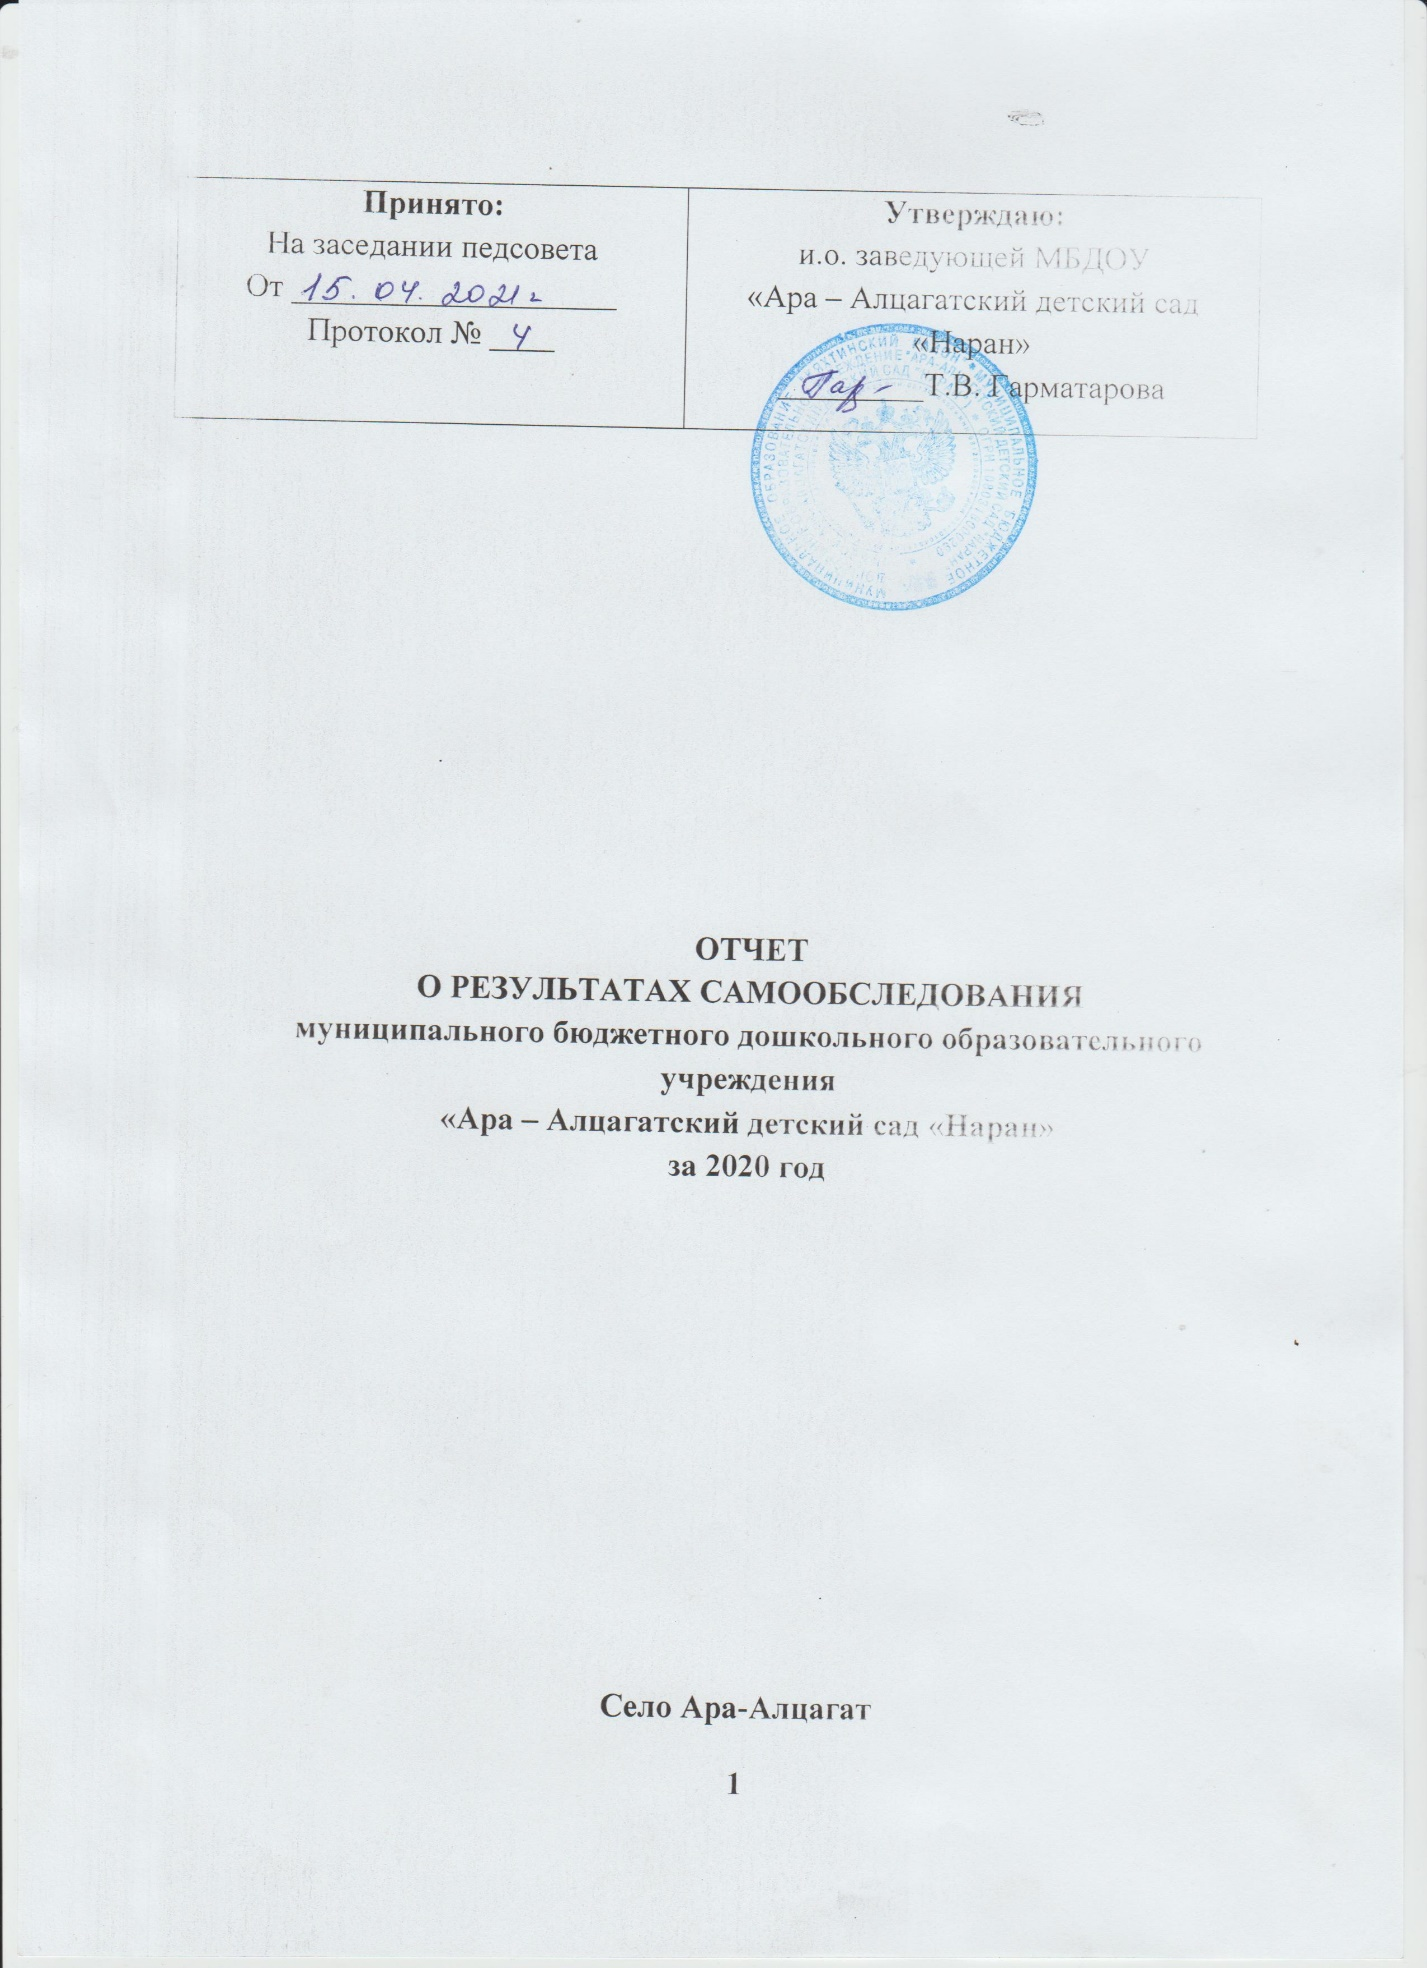 Принято:
На заседании педсовета
От 15. 04. 2021 г
Протокол № 4
Утверждаю:
и.о. заведующей МБДОУ
«Ара – Алцагатский детский сад
«Наран»
Т.В. Гарматарова
ОТЧЕТ
О РЕЗУЛЬТАТАХ САМООБСЛЕДОВАНИЯ
муниципального бюджетного дошкольного образовательного
учреждения
«Ара – Алцагатский детский сад «Наран»
за 2020 год
Село Ара-Алцагат
1